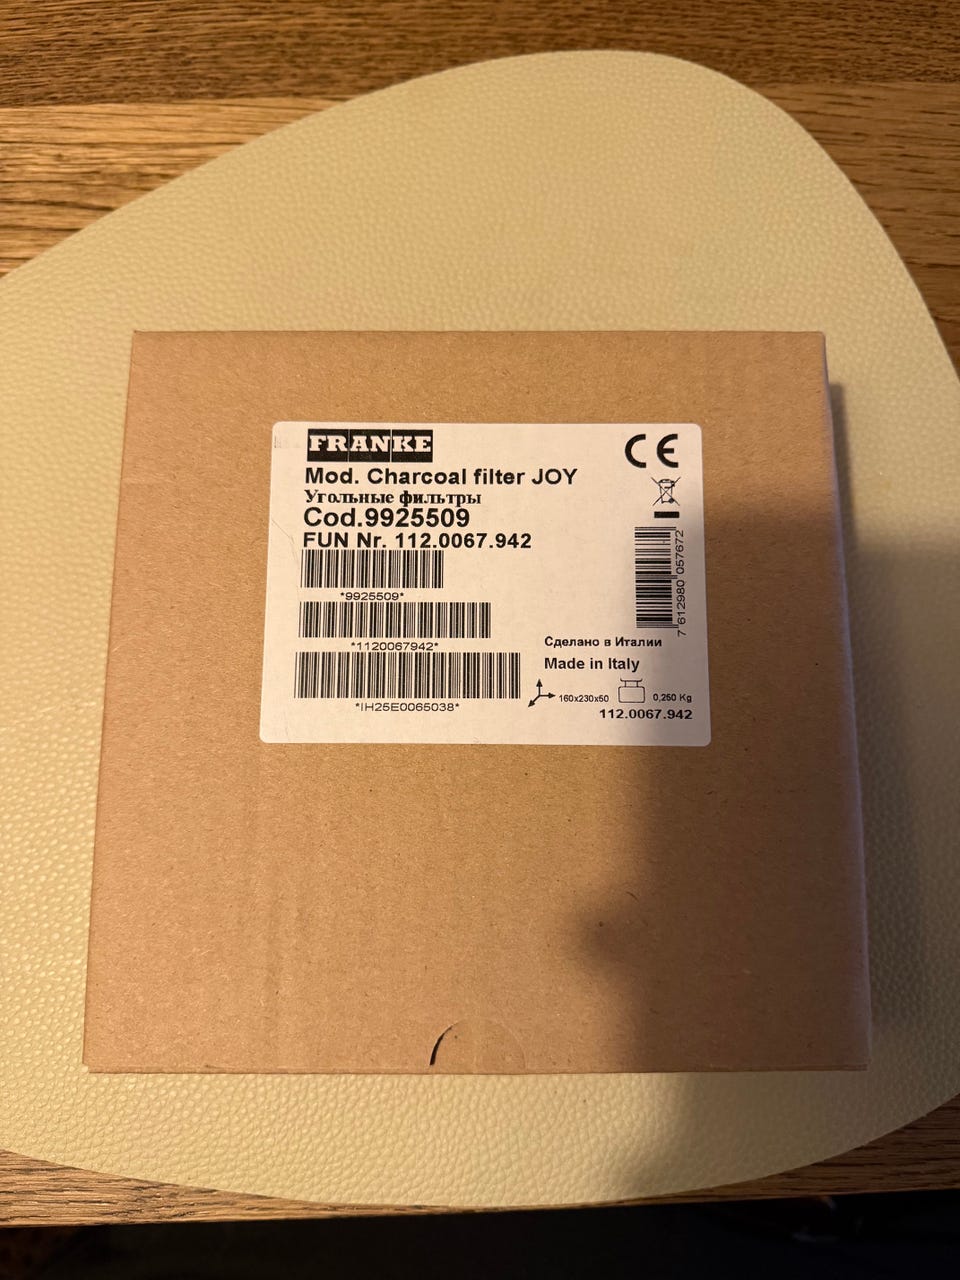 FRANKE
CE
Mod. Charcoal filter JOY
Угольные фильтры
Cod.9925509
FUN Nr. 112.0067.942
*9925509*
*1120067942*
*IH25E0065038*
7 612980 057672
Сделано в Италии
Made in Italy
160x230x50
0,250 Kg
112.0067.942